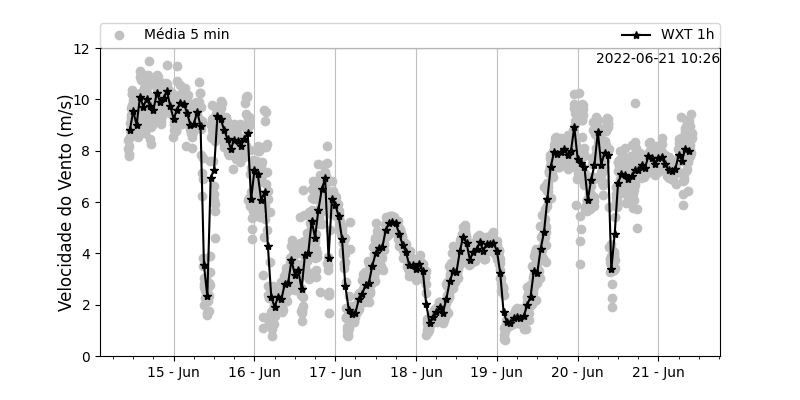 Média 5 min
WXT 1h
2022-06-21 10:26
Velocidade do Vento (m/s)
12
10
8
6
4
2
0
15 - Jun
16 - Jun
17 - Jun
18 - Jun
19 - Jun
20 - Jun
21 - Jun